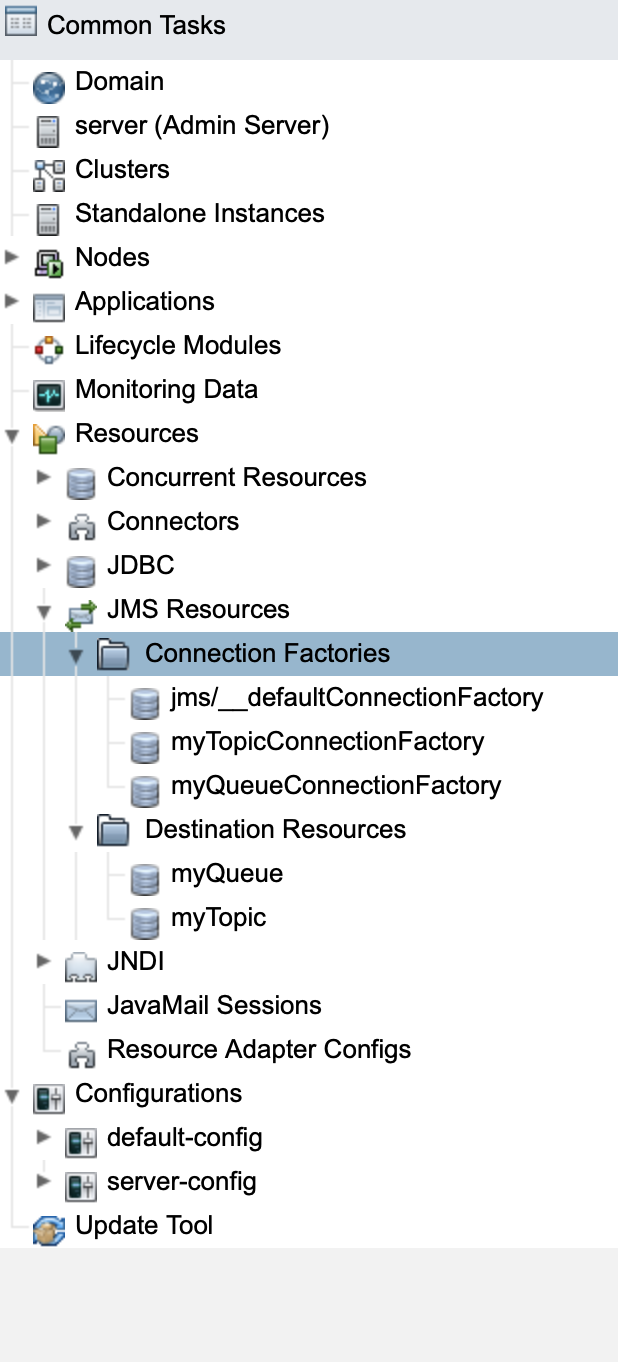 Common Tasks
Domain
server (Admin Server)
Clusters
Standalone Instances
Nodes
Applications
Lifecycle Modules
Monitoring Data
Resources
Concurrent Resources
Connectors
JDBC
JMS Resources
Connection Factories
jms/__defaultConnectionFactory
myTopicConnectionFactory
myQueueConnectionFactory
Destination Resources
myQueue
myTopic
JNDI
JavaMail Sessions
Resource Adapter Configs
Configurations
default-config
server-config
Update Tool